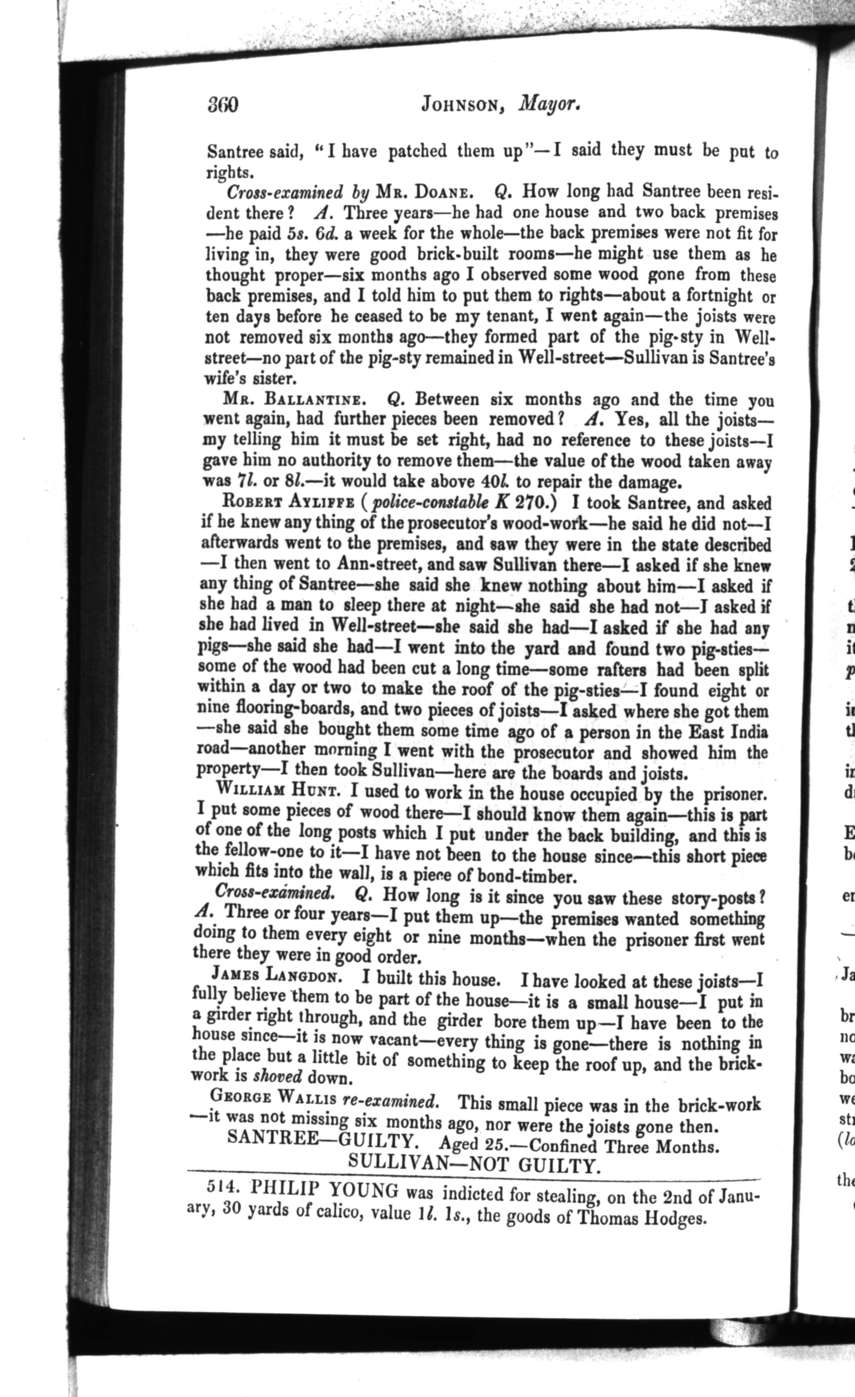 360 JOHNSON, Mayor.
Santree said, “I have patched them up”—I said they must be put to
rights.
Cross-examined by MR. DOANE. Q. How long had Santree been resi-
dent there? A. Three years—he had one house and two back premises
—he paid 5s. 6d. a week for the whole—the back premises were not fit for
living in, they were good brick-built rooms—he might use them as he
thought proper—six months ago I observed some wood gone from these
back premises, and I told him to put them to rights—about a fortnight or
ten days before he ceased to be my tenant, I went again—the joists were
not removed six months ago—they formed part of the pig-sty in Well-
street—no part of the pig-sty remained in Well-street—Sullivan is Santree's
wife's sister.
MR. BALLANTINE. Q. Between six months ago and the time you
went again, had further pieces been removed? A. Yes, all the joists—
my telling him it must be set right, had no reference to these joists—I
gave him no authority to remove them—the value of the wood taken away
was 7l. or 8l.—it would take above 40l. to repair the damage.
ROBERT AYLIFFE (police-constable K 270.) I took Santree, and asked
if he knew any thing of the prosecutor's wood-work—he said he did not—I
afterwards went to the premises, and saw they were in the state described
—I then went to Ann-street, and saw Sullivan there—I asked if she knew
any thing of Santree—she said she knew nothing about him—I asked if
she had a man to sleep there at night—she said she had not—I asked if
she had lived in Well-street—she said she had—I asked if she had any
pigs—she said she had—I went into the yard and found two pig-sties—
some of the wood had been cut a long time—some rafters had been split
within a day or two to make the roof of the pig-sties—I found eight or
nine flooring-boards, and two pieces of joists—I asked where she got them
—she said she bought them some time ago of a person in the East India
road—another morning I went with the prosecutor and showed him the
property—I then took Sullivan—here are the boards and joists.
WILLIAM HUNT. I used to work in the house occupied by the prisoner.
I put some pieces of wood there—I should know them again—this is part
of one of the long posts which I put under the back building, and this is
the fellow-one to it—I have not been to the house since—this short piece
which fits into the wall, is a piece of bond-timber.
Cross-examined. Q. How long is it since you saw these story-posts?
A. Three or four years—I put them up—the premises wanted something
doing to them every eight or nine months—when the prisoner first went
there they were in good order.
JAMES LANGDON. I built this house. I have looked at these joists—I
fully believe them to be part of the house—it is a small house—I put in
a girder right through, and the girder bore them up—I have been to the
house since—it is now vacant—every thing is gone—there is nothing in
the place but a little bit of something to keep the roof up, and the brick-
work is shoved down.
GEORGE WALLIS re-examined. This small piece was in the brick-work
—it was not missing six months ago, nor were the joists gone then.
SANTREE—GUILTY. Aged 25.—Confined Three Months.
SULLIVAN—NOT GUILTY.
514. PHILIP YOUNG was indicted for stealing, on the 2nd of Janu-
ary, 30 yards of calico, value 1l. 1s., the goods of Thomas Hodges.